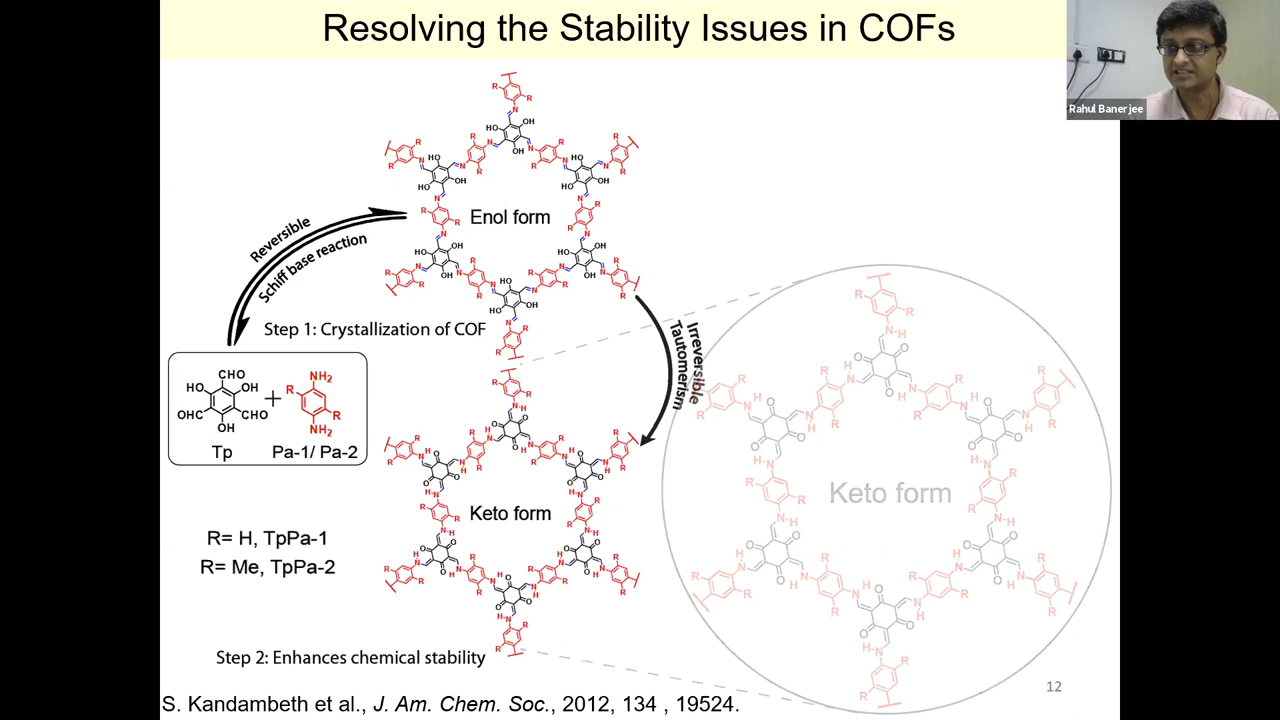 Resolving the Stability Issues in COFs
Rahul Banerjee
Enol form
Reversible
Schiff base reaction
Step 1: Crystallization of COF
Irreversible
Tautomerism
CHO
HO
OH
OHC
CHO
OH
Tp
+
NH2
R
R
NH2
Pa-1/ Pa-2
Keto form
Keto form
R= H, TpPa-1
R= Me, TpPa-2
Step 2: Enhances chemical stability
12
S. Kandambeth et al., J. Am. Chem. Soc., 2012, 134 , 19524.